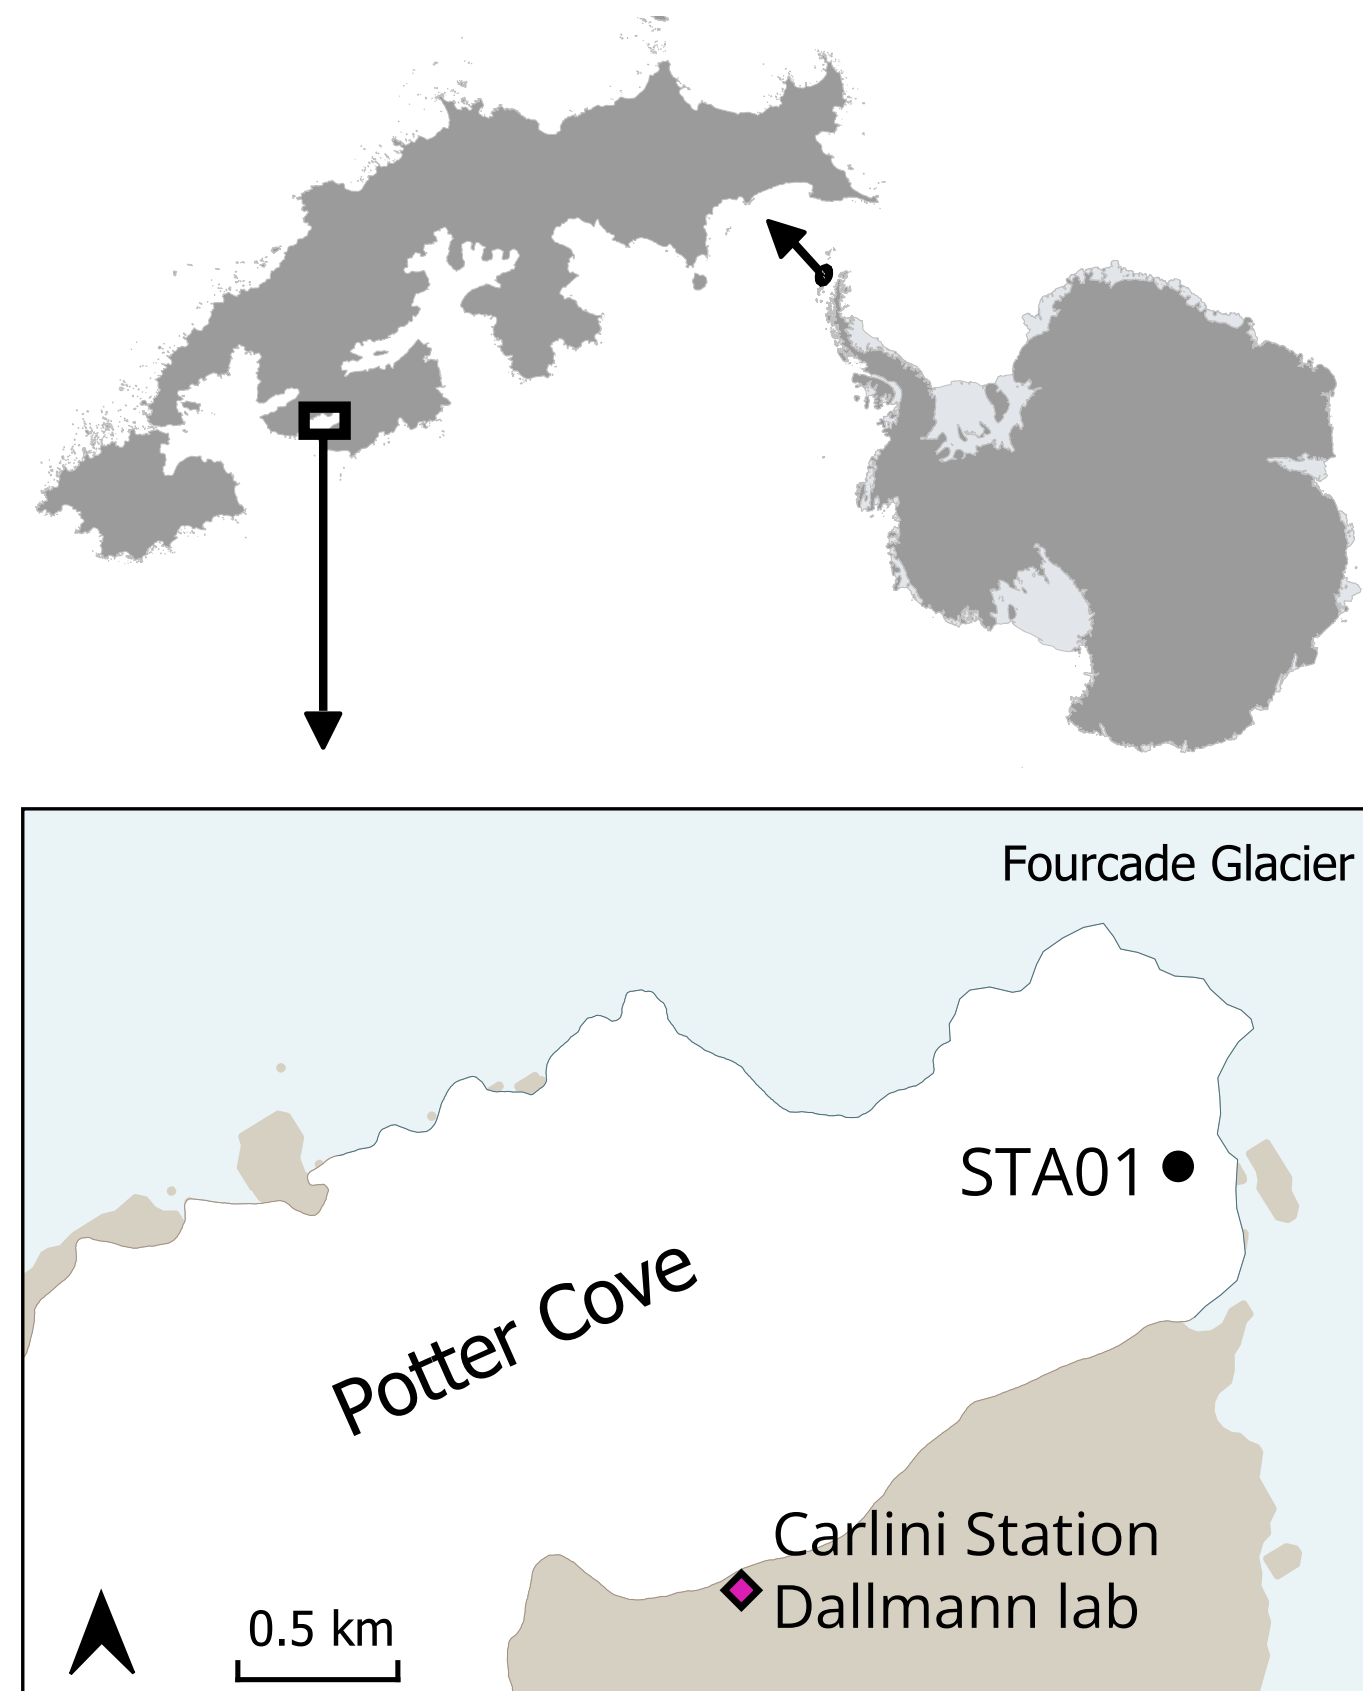 Fourcade Glacier
STA01
Potter Cove
Carlini Station
Dallmann lab
0.5 km